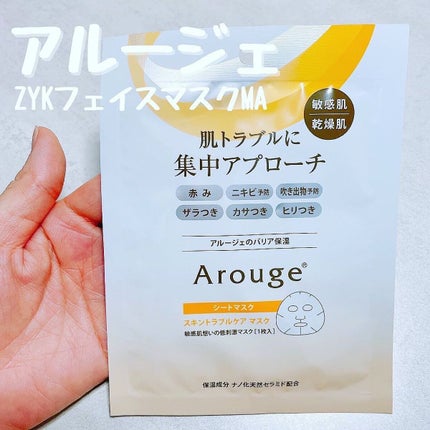 アルージェ
ZYKフェイスマスクMA
敏感肌
乾燥肌
肌トラブルに
集中アプローチ
赤み ニキビ予防 吹き出物予防
ザラつき カサつき ヒリつき
アルージェのバリア保湿
Arouge®
シートマスク
スキントラブルケア マスク
敏感肌想いの低刺激マスク[1枚入]
保湿成分 ナノ化天然セラミド配合